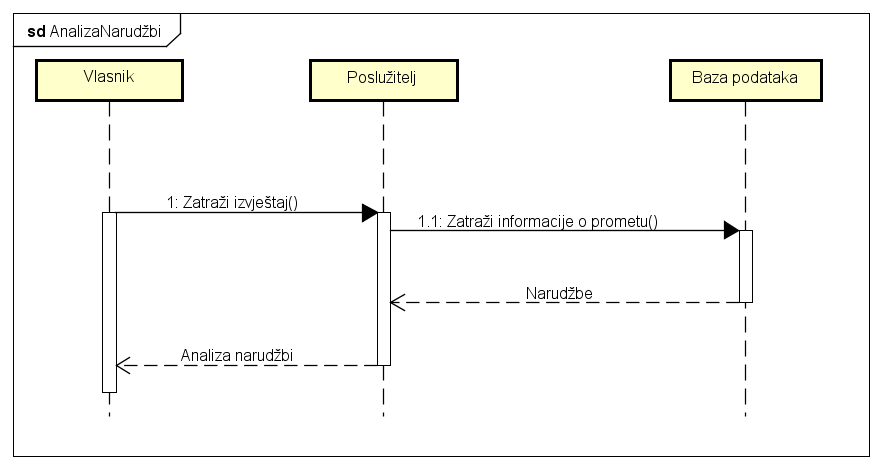 sd AnalizaNarudžbi
Vlasnik
Poslužitelj
Baza podataka
1: Zatraži izvještaj()
1.1: Zatraži informacije o prometu()
Narudžbe
Analiza narudžbi